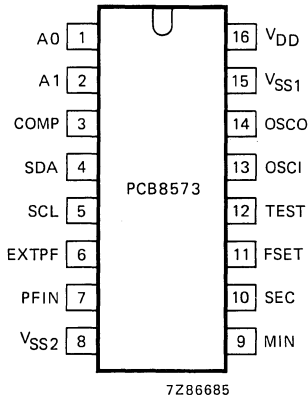 A0 1 16 VDD
A1 2 15 VSS1
COMP 3 14 OSCO
SDA 4 13 OSCI
PCB8573
SCL 5 12 TEST
EXTPF 6 11 FSET
PFIN 7 10 SEC
VSS2 8 9 MIN
7Z86685